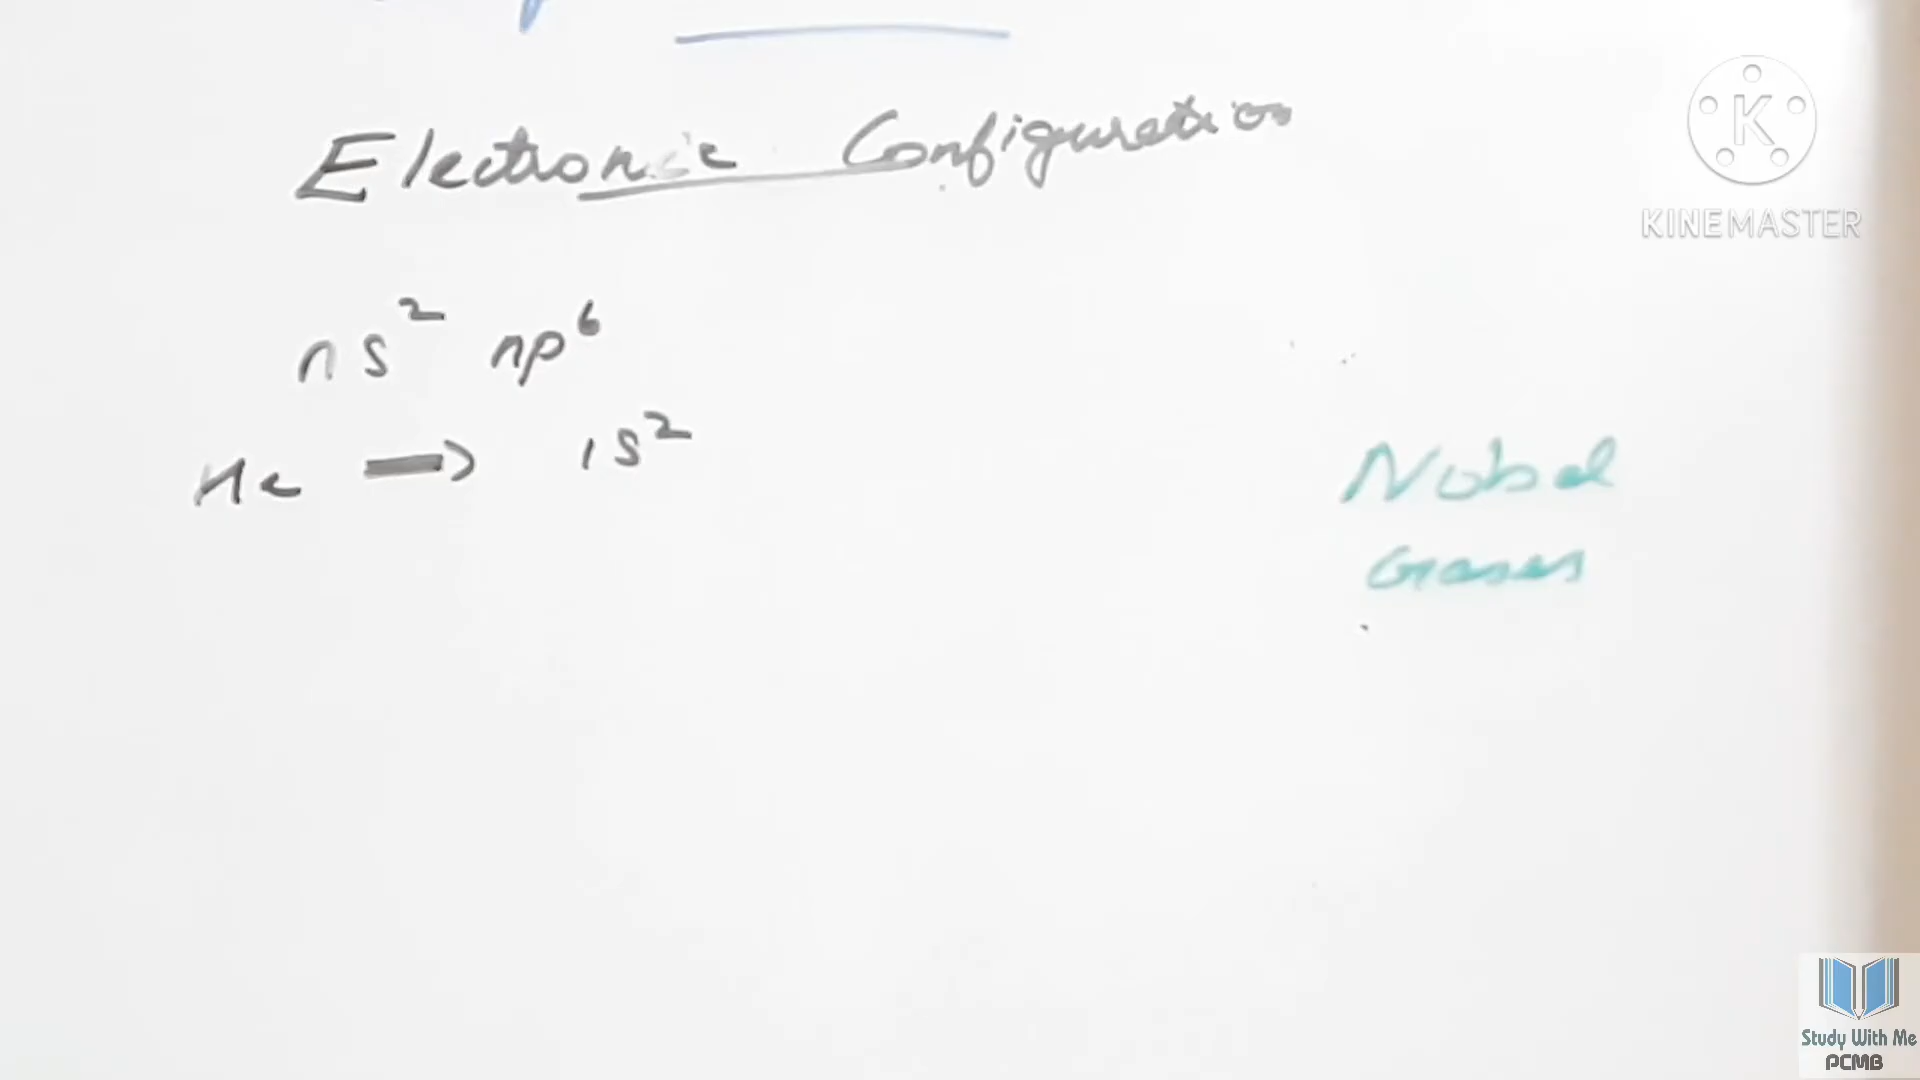 Electronic Configuration
KINEMASTER
ns² np⁶
He → 1s²
Nobel
Gases
Study With Me
PCMB